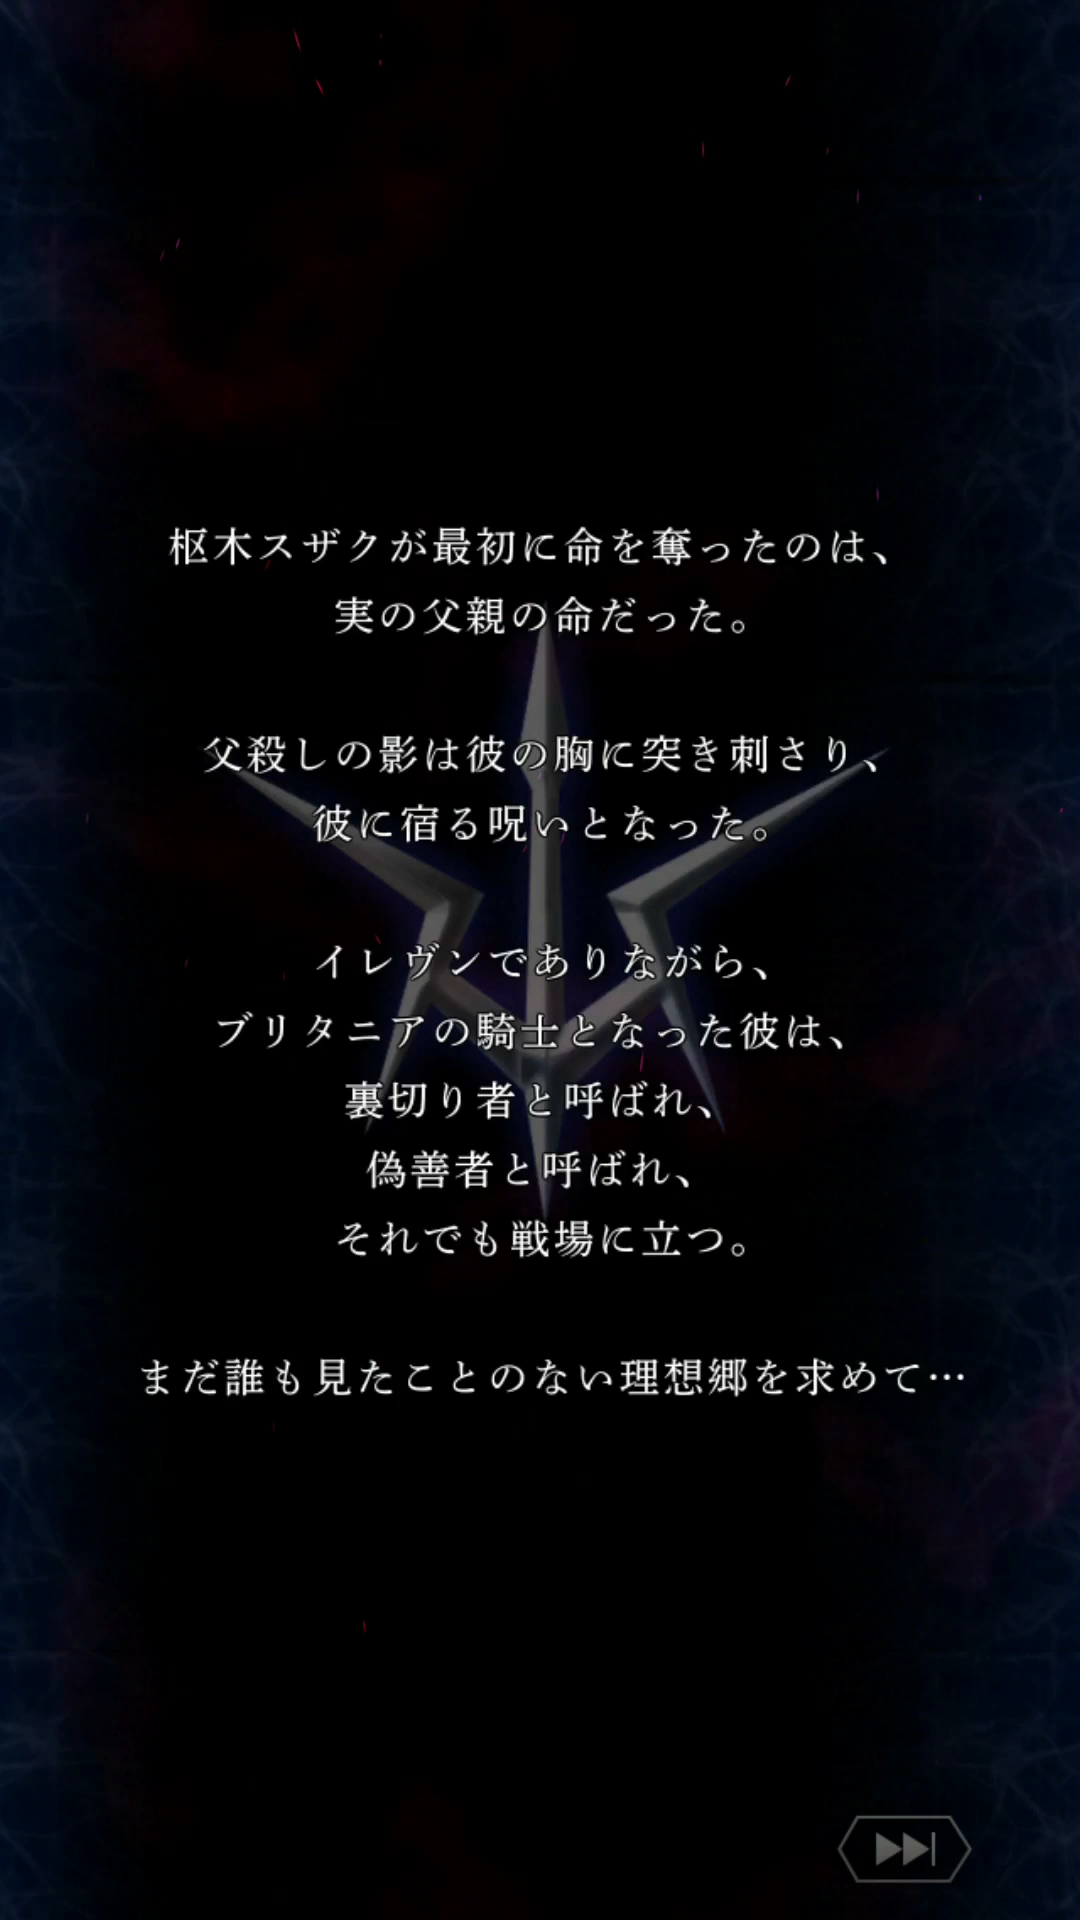 枢木スザクが最初に命を奪ったのは、
実の父親の命だった。
父殺しの影は彼の胸に突き刺さり、
彼に宿る呪いとなった。
イレヴンでありながら、
ブリタニアの騎士となった彼は、
裏切り者と呼ばれ、
偽善者と呼ばれ、
それでも戦場に立つ。
まだ誰も見たことのない理想郷を求めて…